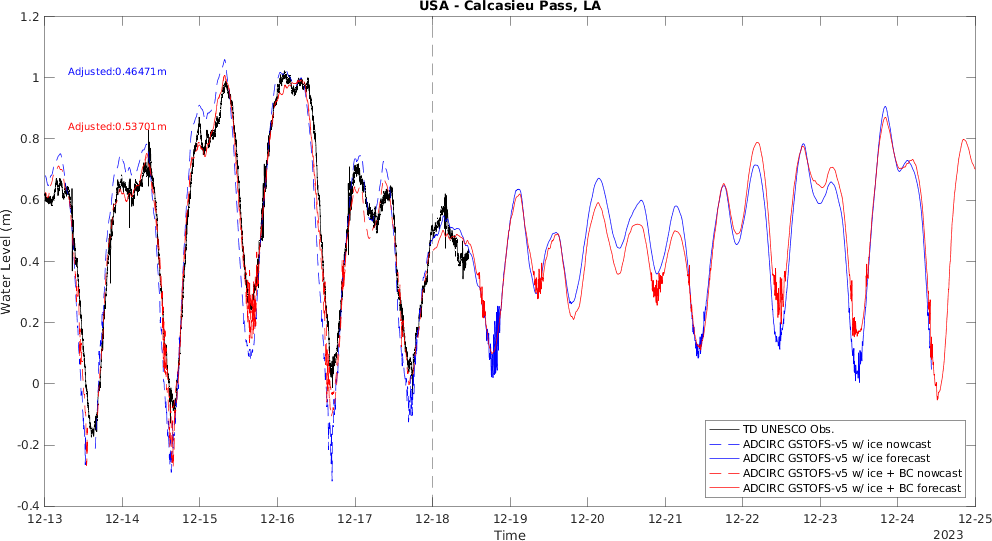 USA - Calcasieu Pass, LA
1.2
1
0.8
0.6
0.4
0.2
0
-0.2
-0.4
Water Level (m)
Adjusted:0.46471m
Adjusted:0.53701m
TD UNESCO Obs.
ADCIRC GSTOFS-v5 w/ ice nowcast
ADCIRC GSTOFS-v5 w/ ice forecast
ADCIRC GSTOFS-v5 w/ ice + BC nowcast
ADCIRC GSTOFS-v5 w/ ice + BC forecast
12-13 12-14 12-15 12-16 12-17 12-18 12-19 12-20 12-21 12-22 12-23 12-24 12-25
Time
2023